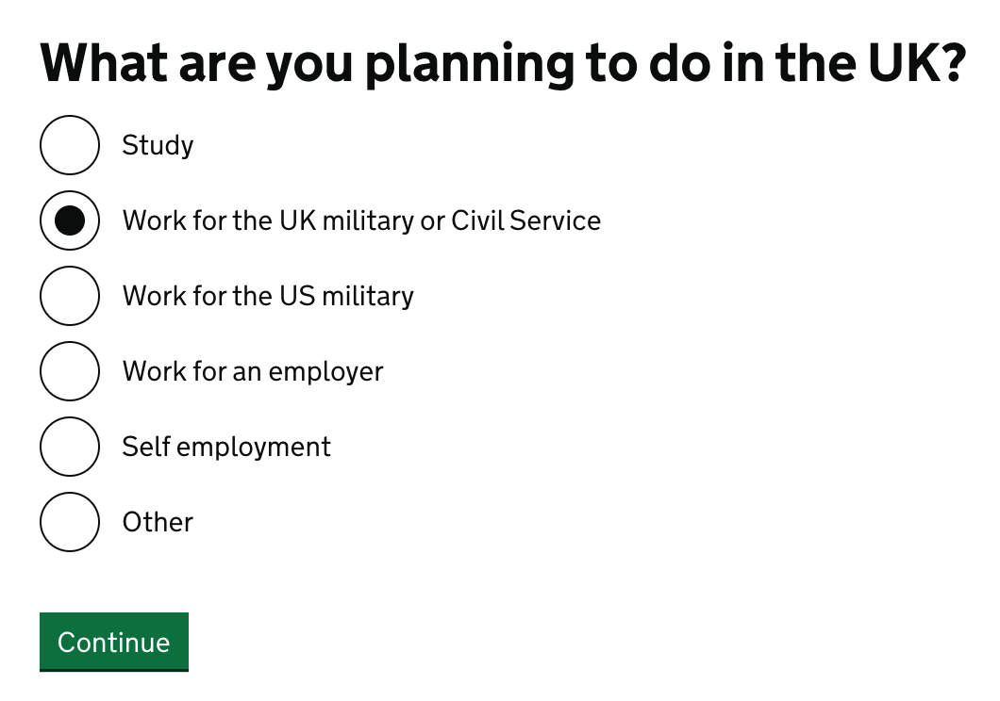 What are you planning to do in the UK?
Study
Work for the UK military or Civil Service
Work for the US military
Work for an employer
Self employment
Other
Continue